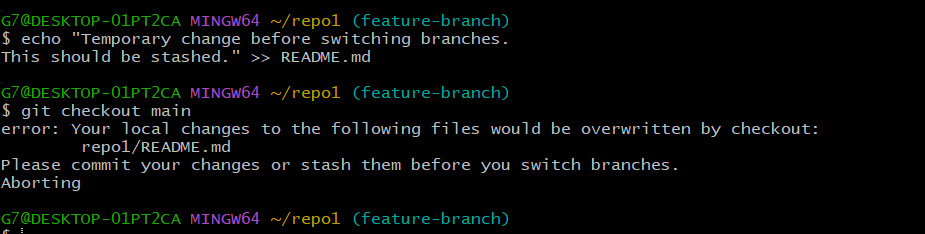 G7@DESKTOP-01PT2CA MINGW64 ~/repo1 (feature-branch)
$ echo "Temporary change before switching branches.
This should be stashed." >> README.md
G7@DESKTOP-01PT2CA MINGW64 ~/repo1 (feature-branch)
$ git checkout main
error: Your local changes to the following files would be overwritten by checkout:
        repo1/README.md
Please commit your changes or stash them before you switch branches.
Aborting
G7@DESKTOP-01PT2CA MINGW64 ~/repo1 (feature-branch)
$